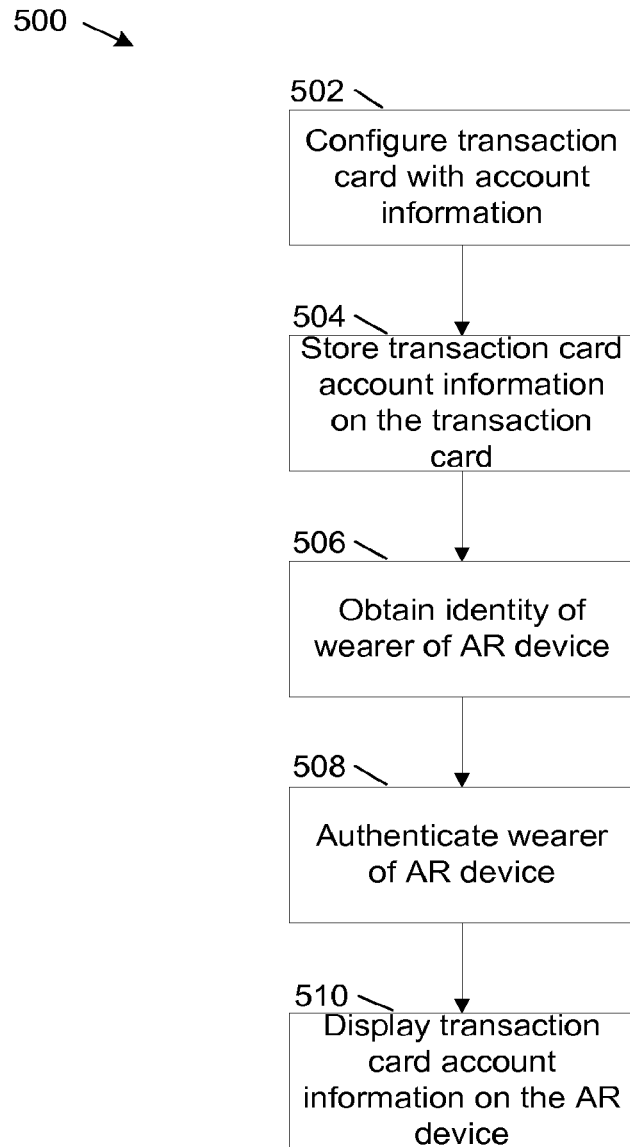 500
502
Configure transaction
card with account
information
504
Store transaction card
account information
on the transaction
card
506
Obtain identity of
wearer of AR device
508
Authenticate wearer
of AR device
510
Display transaction
card account
information on the AR
device